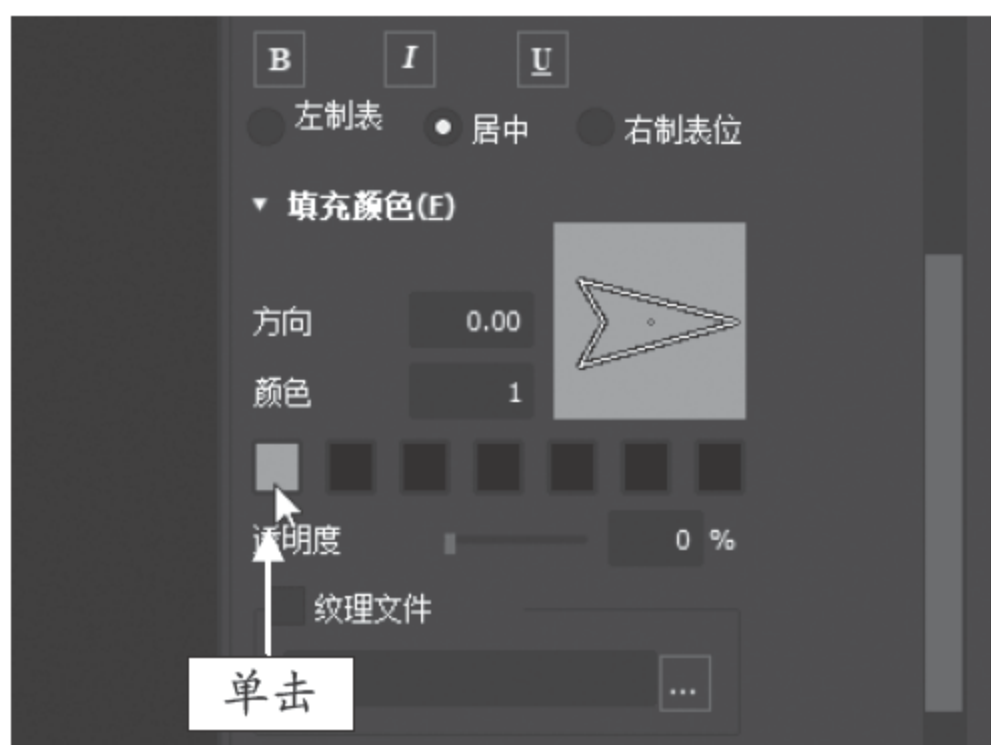 B I U
左制表 居中 右制表位
填充颜色(F)
方向 0.00
颜色 1
透明度 0 %
纹理文件
...
单击